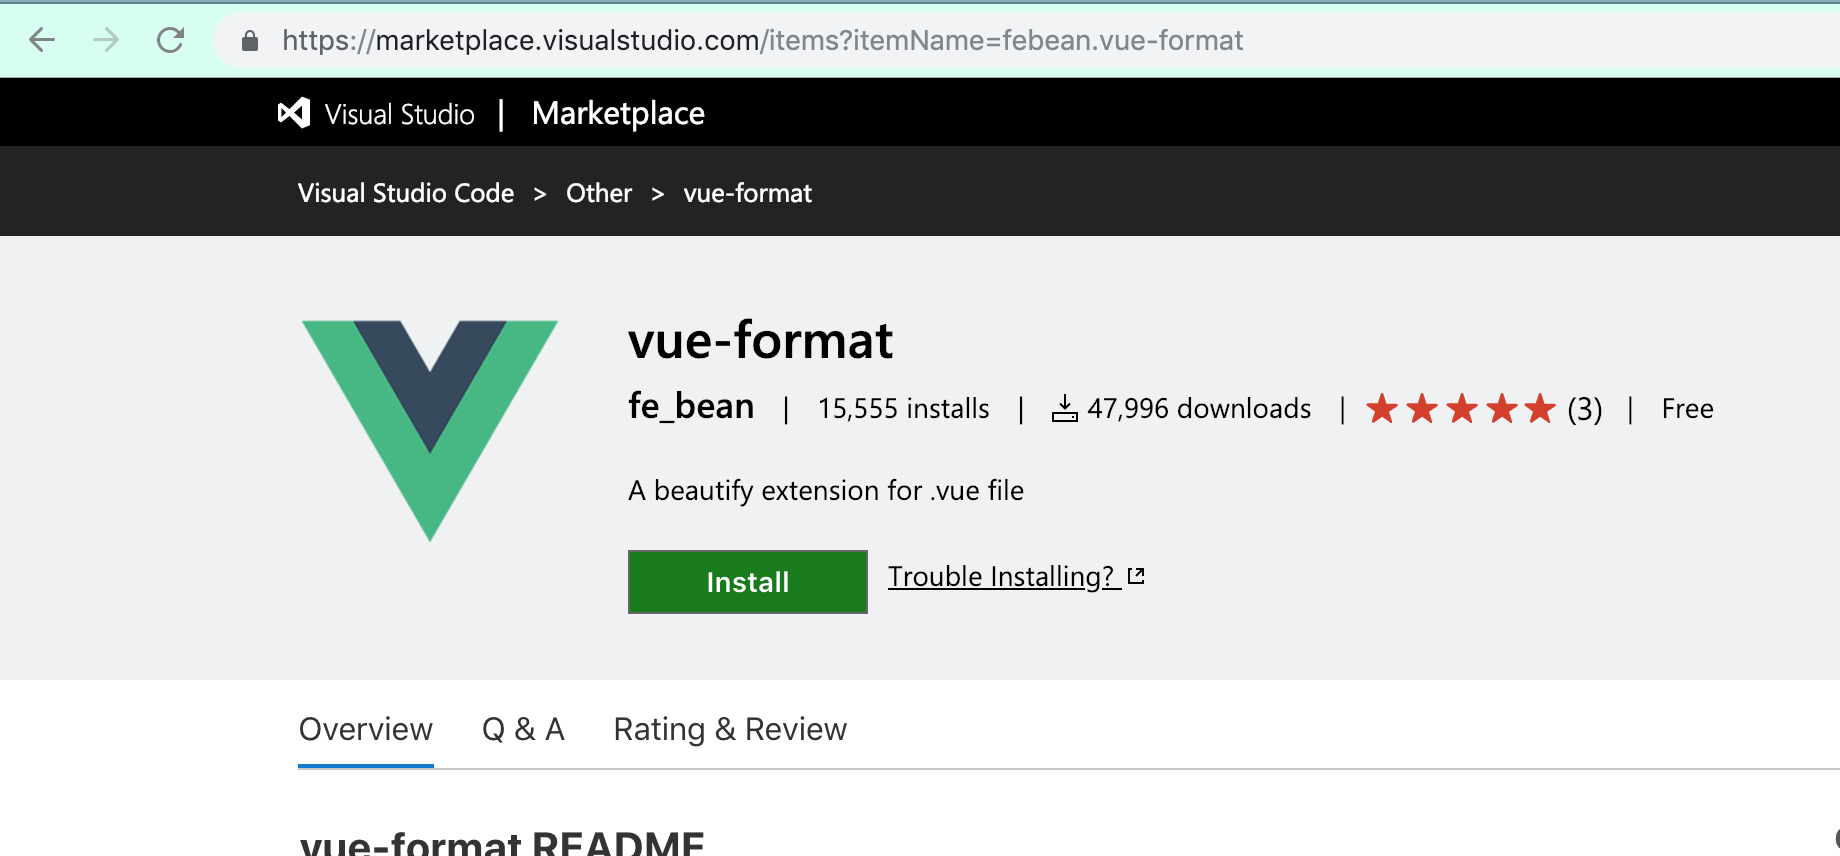 https://marketplace.visualstudio.com/items?itemName=febean.vue-format
Visual Studio | Marketplace
Visual Studio Code > Other > vue-format
vue-format
fe_bean | 15,555 installs | 47,996 downloads | (3) | Free
A beautify extension for .vue file
Install Trouble Installing?
Overview Q & A Rating & Review
vue-format README